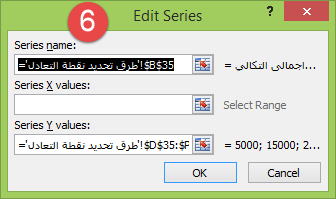 6
Edit Series
? ×
Series name:
='طرق تحديد نقطة التعادل'!$B$35
= اجمالى التكالي...
Series X values:
Select Range
Series Y values:
='طرق تحديد نقطة التعادل'!$D$35:$P
= 5000; 15000; 2...
OK Cancel